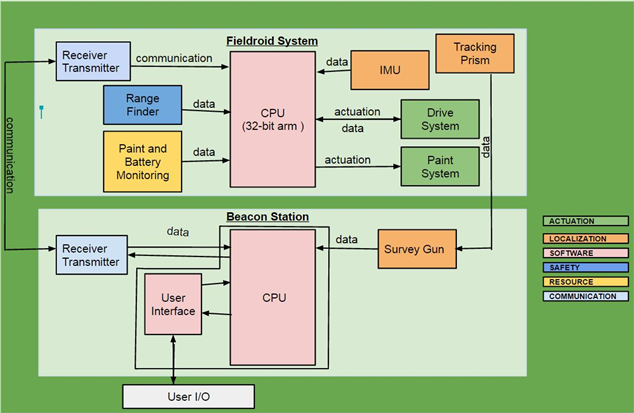 Fieldroid System
Receiver
Transmitter
communication
data
IMU
Tracking
Prism
Range
Finder
data
CPU
(32-bit arm )
actuation
data
Drive
System
Paint and
Battery
Monitoring
data
actuation
Paint
System
communication
data
Beacon Station
Receiver
Transmitter
data
data
Survey Gun
User
Interface
CPU
User I/O
ACTUATION
LOCALIZATION
SOFTWARE
SAFETY
RESOURCE
COMMUNICATION